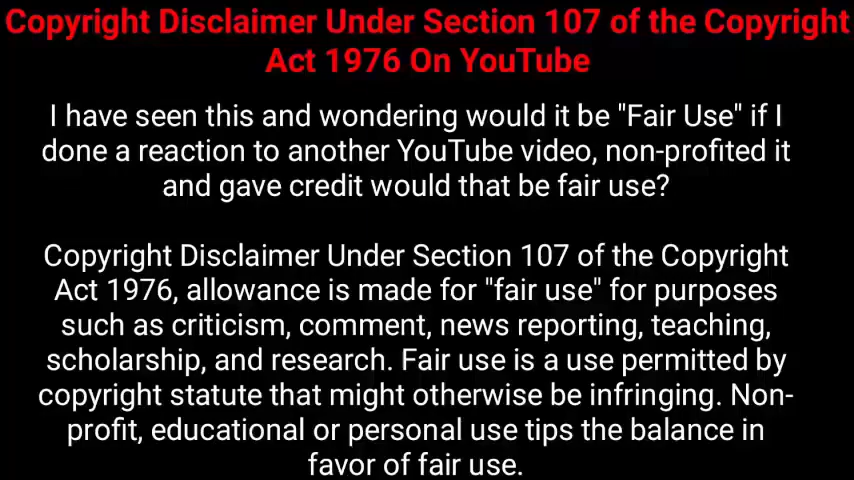 Copyright Disclaimer Under Section 107 of the Copyright
Act 1976 On YouTube
I have seen this and wondering would it be "Fair Use" if I
done a reaction to another YouTube video, non-profited it
and gave credit would that be fair use?
Copyright Disclaimer Under Section 107 of the Copyright
Act 1976, allowance is made for "fair use" for purposes
such as criticism, comment, news reporting, teaching,
scholarship, and research. Fair use is a use permitted by
copyright statute that might otherwise be infringing. Non-
profit, educational or personal use tips the balance in
favor of fair use.